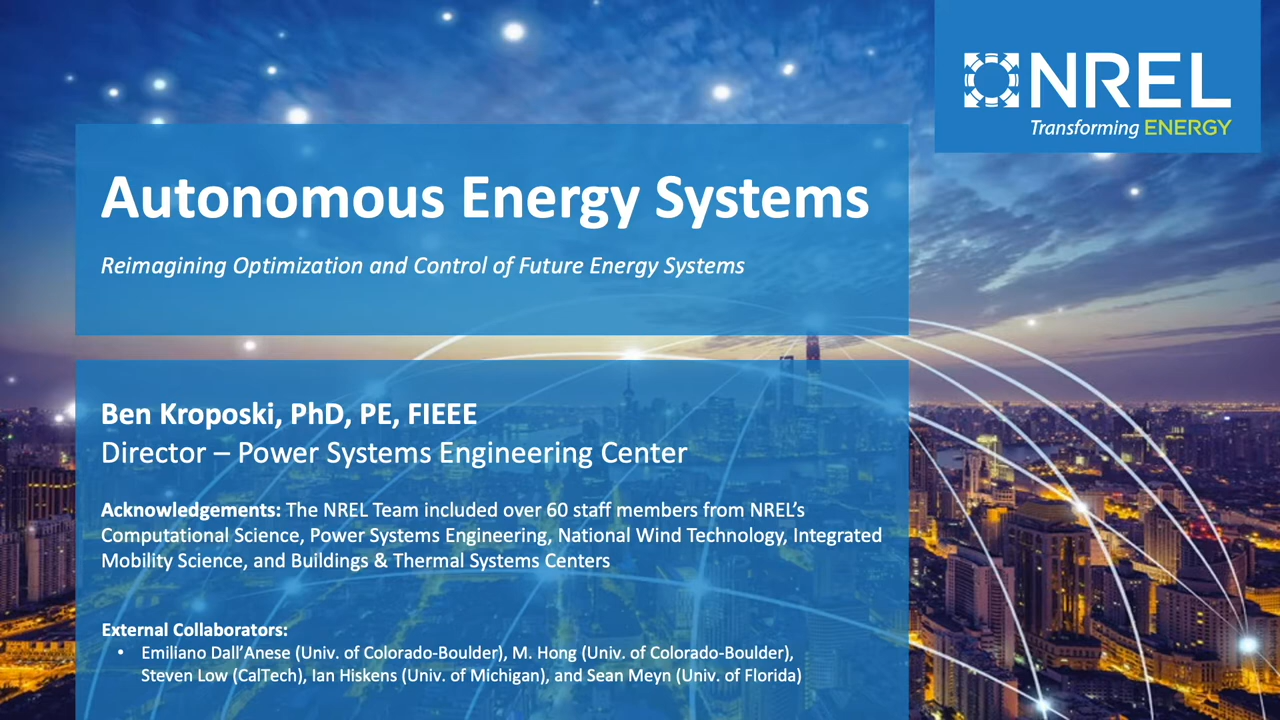 NREL
Transforming ENERGY
Autonomous Energy Systems
Reimagining Optimization and Control of Future Energy Systems
Ben Kroposki, PhD, PE, FIEEE
Director – Power Systems Engineering Center
Acknowledgements: The NREL Team included over 60 staff members from NREL’s
Computational Science, Power Systems Engineering, National Wind Technology, Integrated
Mobility Science, and Buildings & Thermal Systems Centers
External Collaborators:
• Emiliano Dall’Anese (Univ. of Colorado-Boulder), M. Hong (Univ. of Colorado-Boulder),
Steven Low (CalTech), Ian Hiskens (Univ. of Michigan), and Sean Meyn (Univ. of Florida)